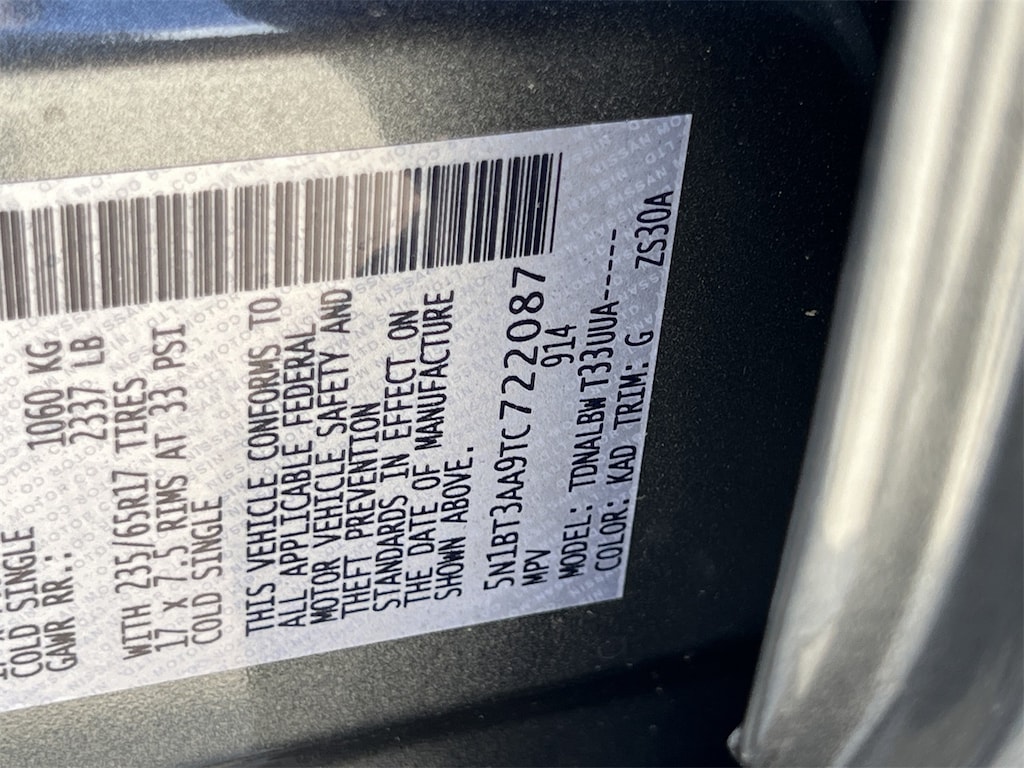 COLD SINGLE
GAWR RR.: 1060 KG
2337 LB
WITH 235/65R17 TIRES
17 X 7.5 RIMS AT 33 PSI
COLD SINGLE
THIS VEHICLE CONFORMS TO
ALL APPLICABLE FEDERAL
MOTOR VEHICLE SAFETY AND
THEFT PREVENTION
STANDARDS IN EFFECT ON
THE DATE OF MANUFACTURE
SHOWN ABOVE.
5N1BT3AA9TC722087
MPV 914
MODEL: TDNALBW T33UUA-----
COLOR: KAD TRIM: G ZS30A